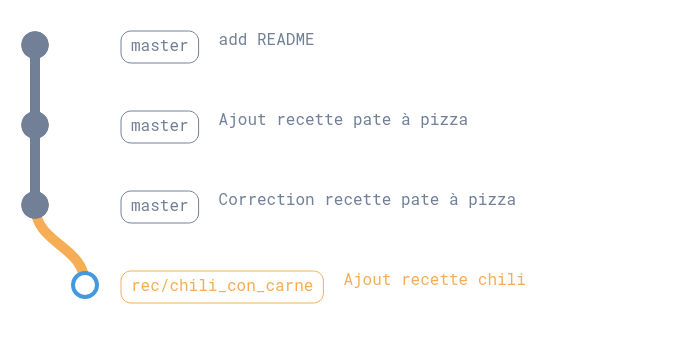 master add README
master Ajout recette pate à pizza
master Correction recette pate à pizza
rec/chili_con_carne Ajout recette chili